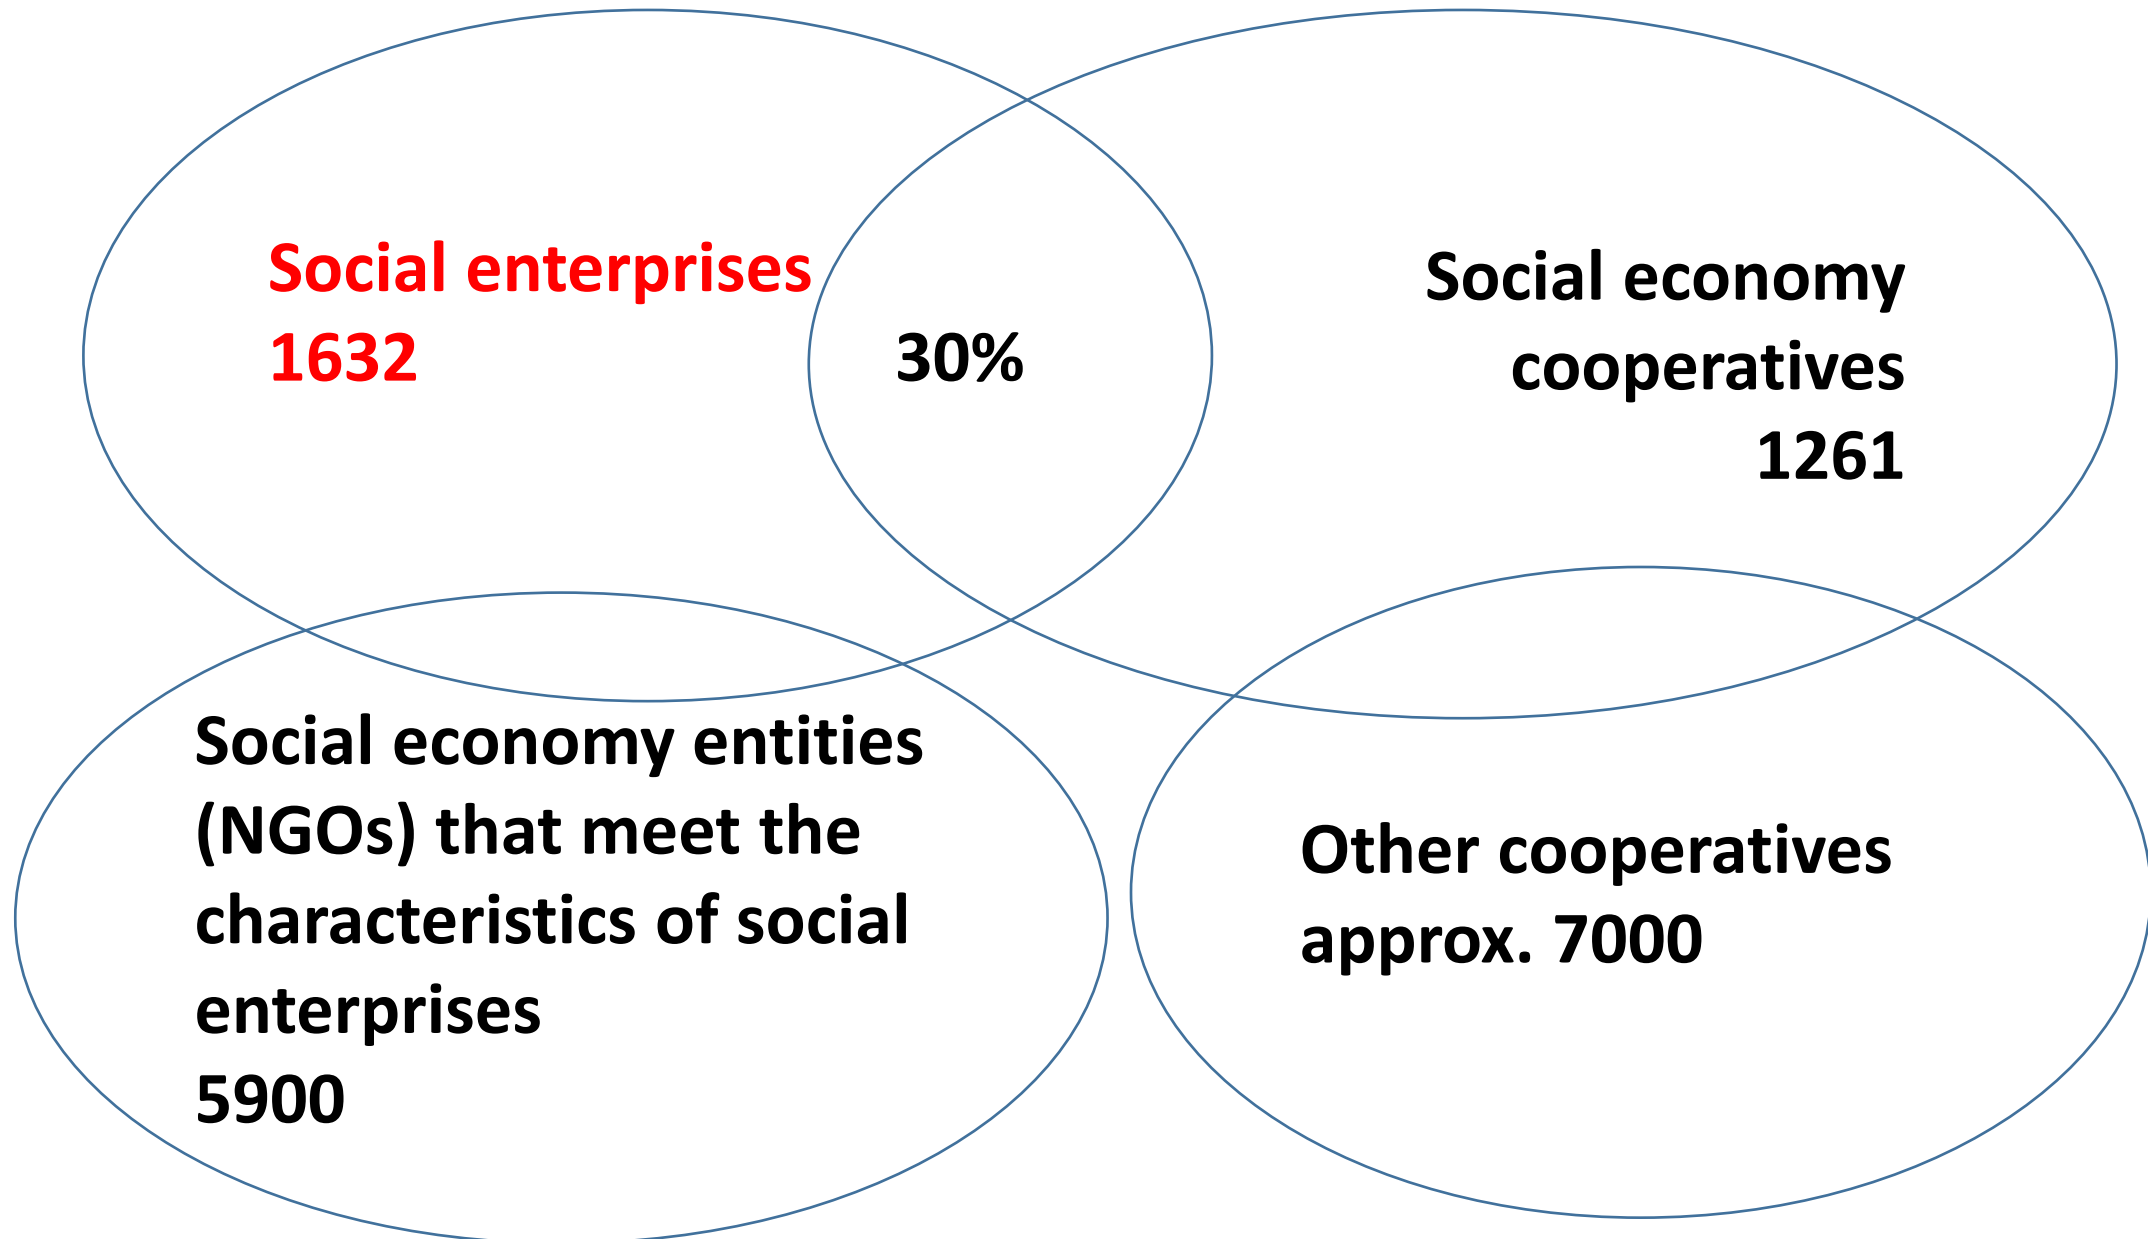 Social enterprises
1632
30%
Social economy
cooperatives
1261
Social economy entities
(NGOs) that meet the
characteristics of social
enterprises
5900
Other cooperatives
approx. 7000